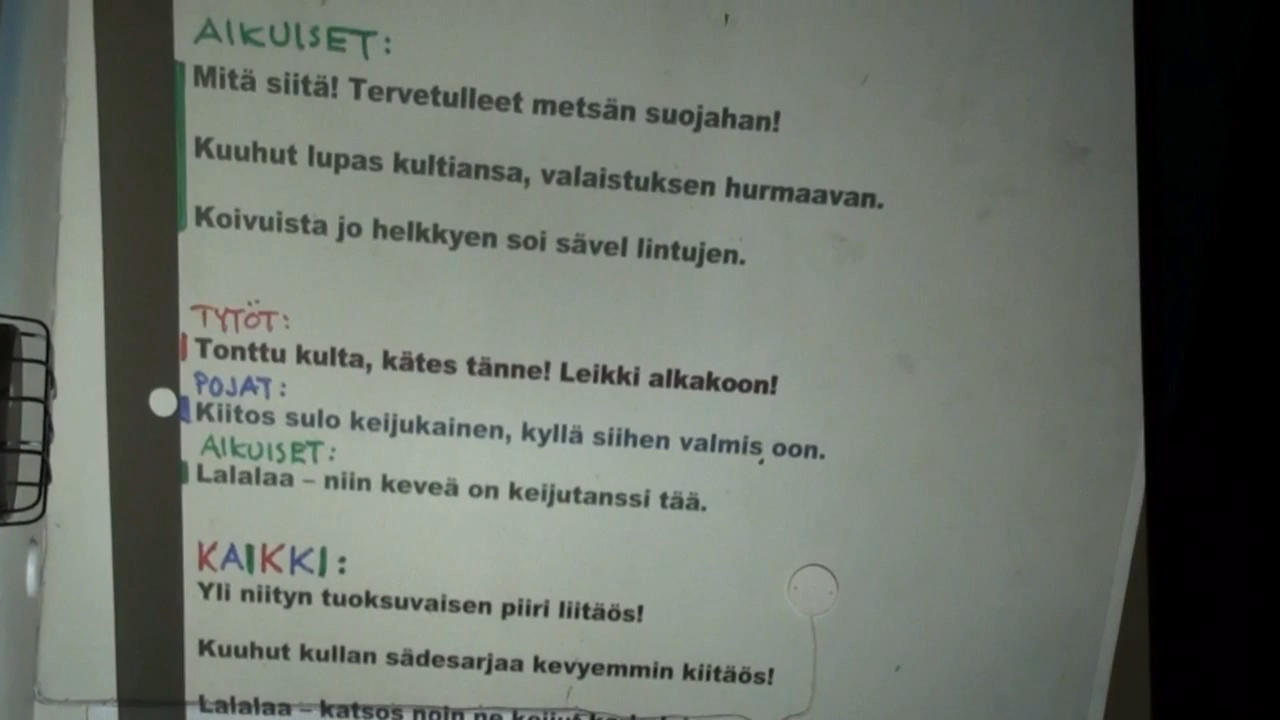 AIKUISET:
Mitä siitä! Tervetulleet metsän suojahan!
Kuuhut lupas kultiansa, valaistuksen hurmaavan.
Koivuista jo helkkyen soi sävel lintujen.
TYTÖT:
Tonttu kulta, kätes tänne! Leikki alkakoon!
POJAT:
Kiitos sulo keijukainen, kyllä siihen valmis oon.
AIKUISET:
Lalalaa – niin keveä on keijutanssi tää.
KAIKKI:
Yli niityn tuoksuvaisen piiri liitäös!
Kuuhut kullan sädesarjaa kevyemmin kiitäös!
Lalalaa – katsos noin ne